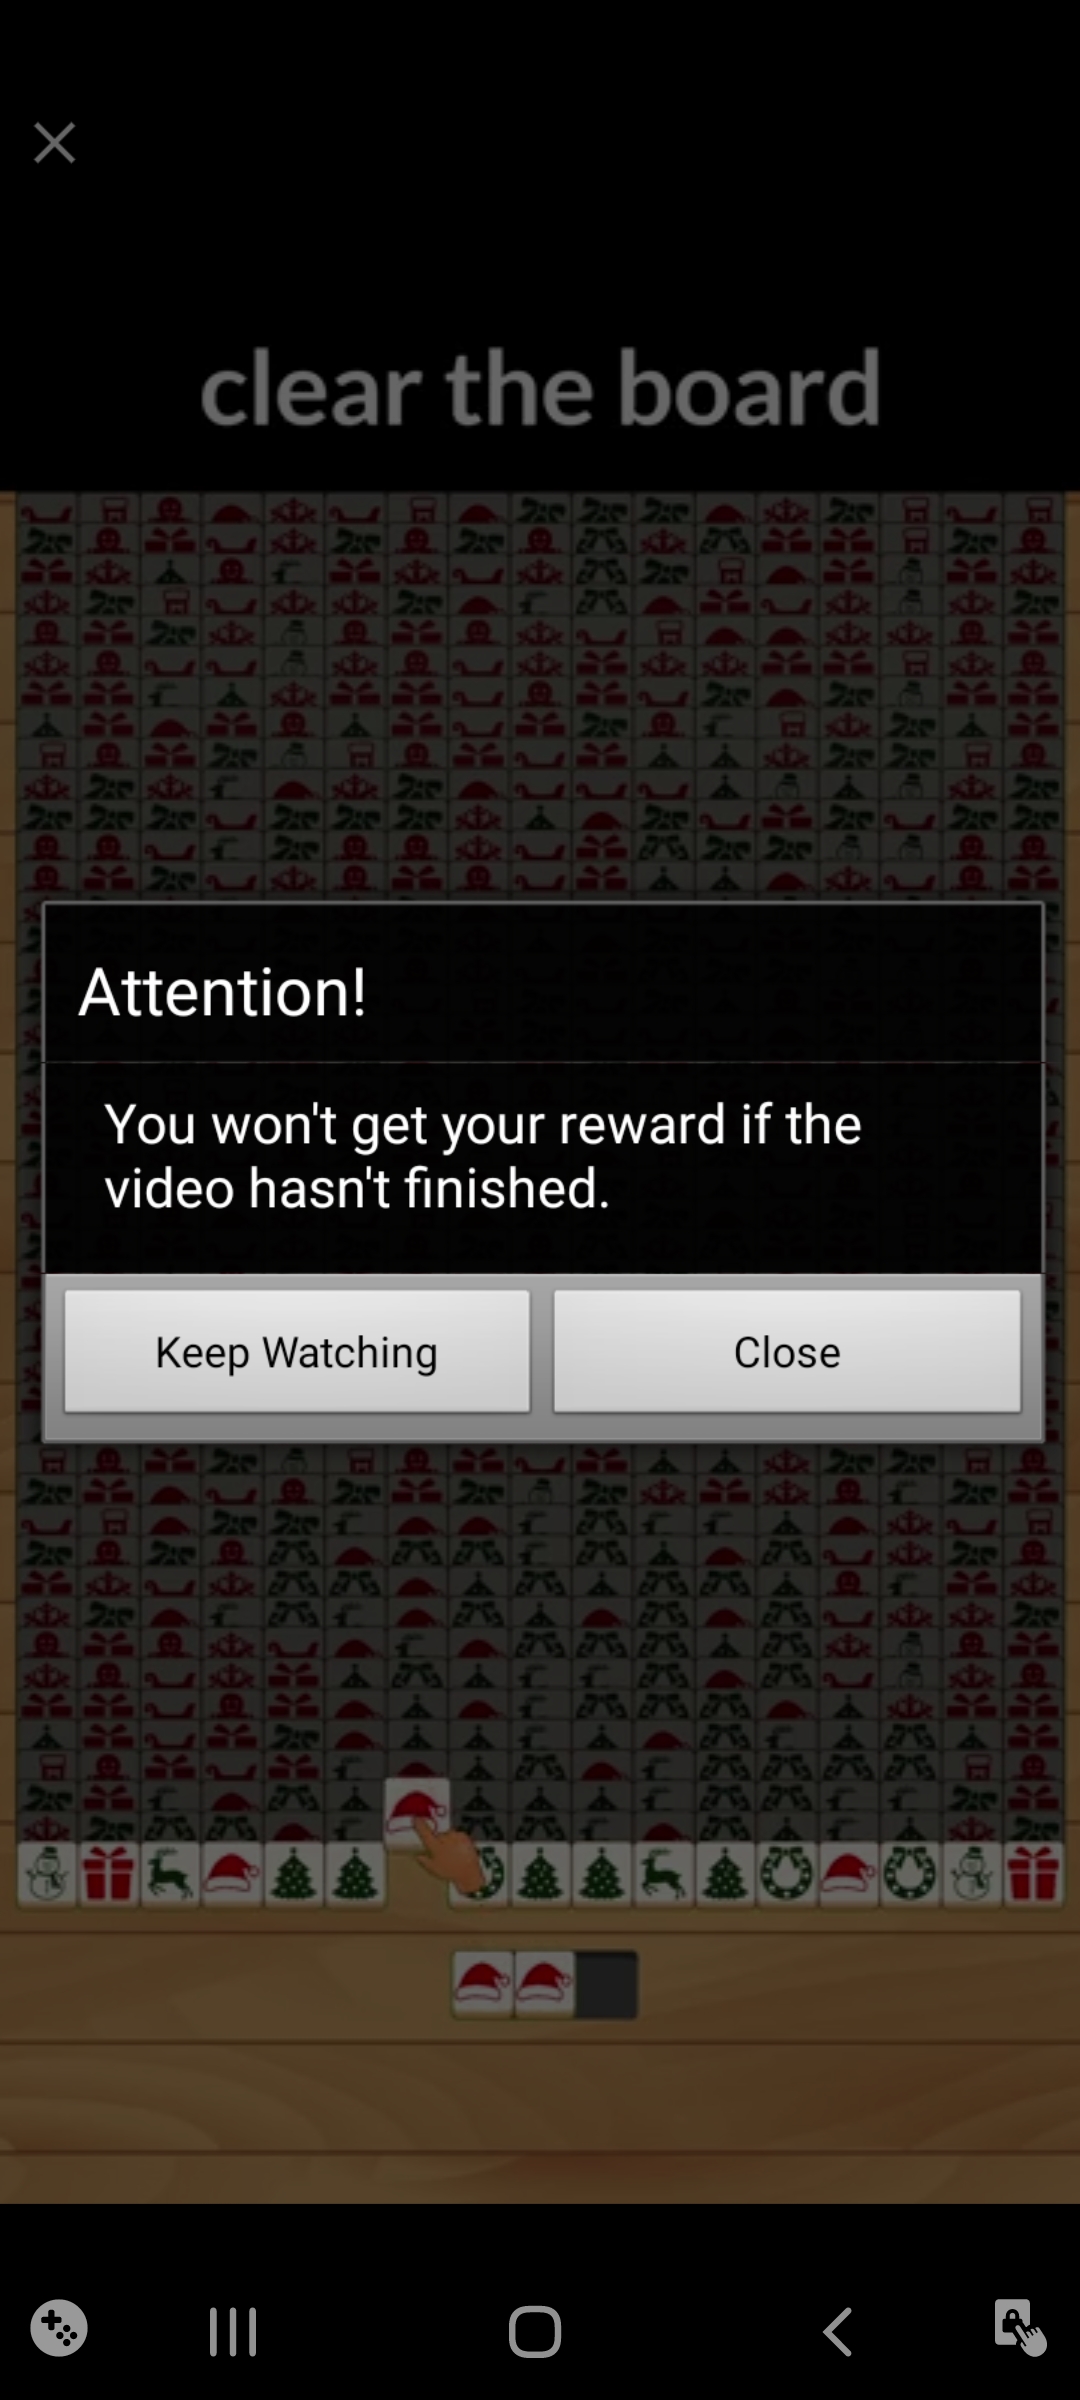 clear the board
Attention!
You won't get your reward if the
video hasn't finished.
Keep Watching
Close